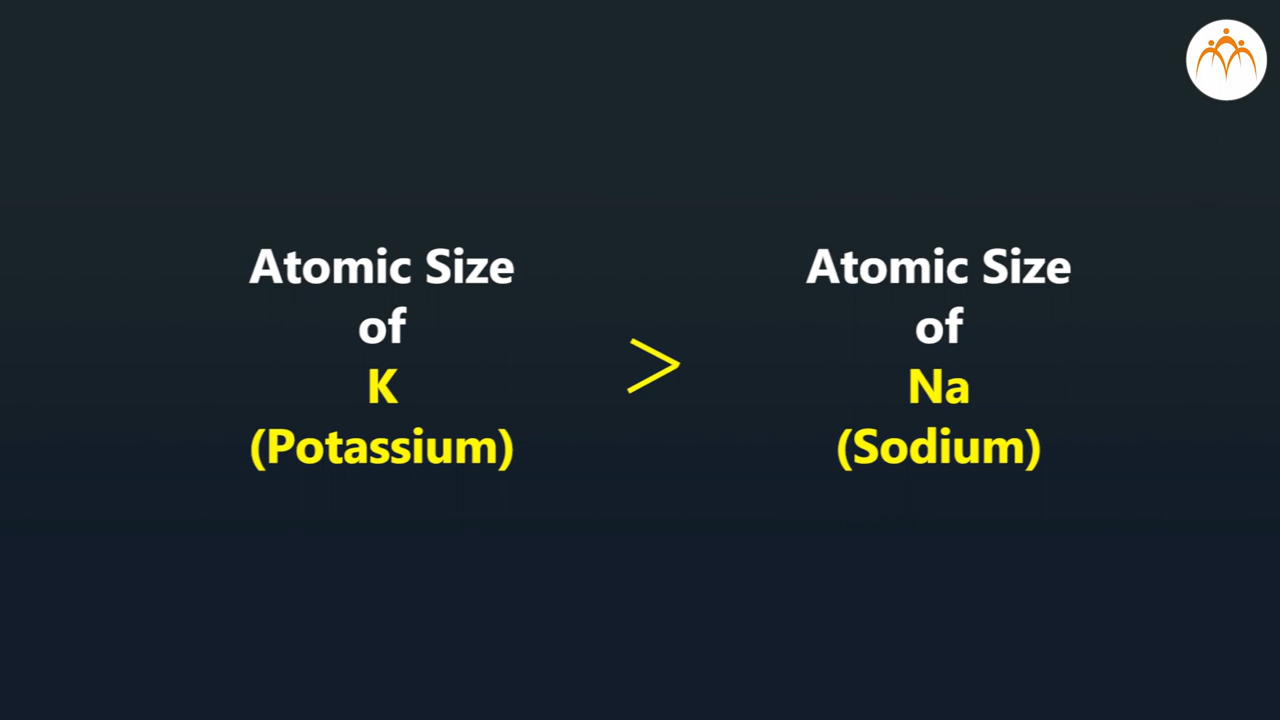 Atomic Size
of
K
(Potassium)
>
Atomic Size
of
Na
(Sodium)